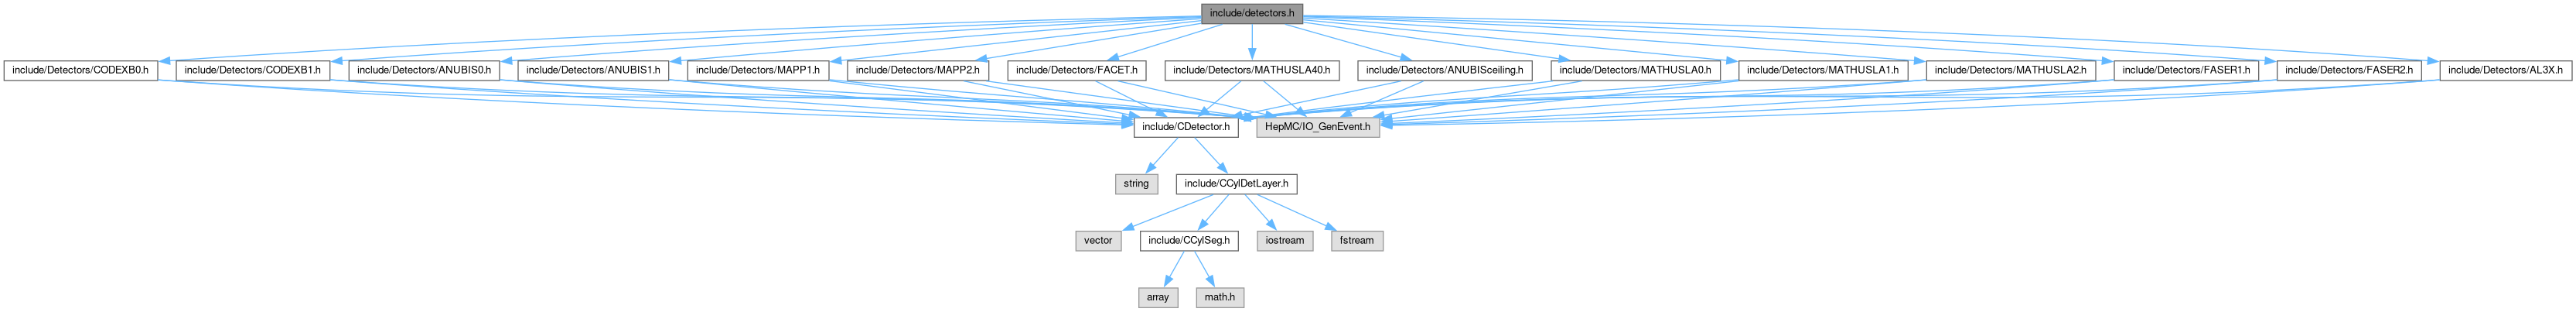 include/detectors.h
include/Detectors/CODEXB0.h
include/Detectors/CODEXB1.h
include/Detectors/ANUBIS0.h
include/Detectors/ANUBIS1.h
include/Detectors/MAPP1.h
include/Detectors/MAPP2.h
include/Detectors/FACET.h
include/Detectors/MATHUSLA40.h
include/Detectors/ANUBISceiling.h
include/Detectors/MATHUSLA0.h
include/Detectors/MATHUSLA1.h
include/Detectors/MATHUSLA2.h
include/Detectors/FASER1.h
include/Detectors/FASER2.h
include/Detectors/AL3X.h
include/CDetector.h
HepMC/IO_GenEvent.h
string
include/CCylDetLayer.h
vector
include/CCylSeg.h
iostream
fstream
array
math.h